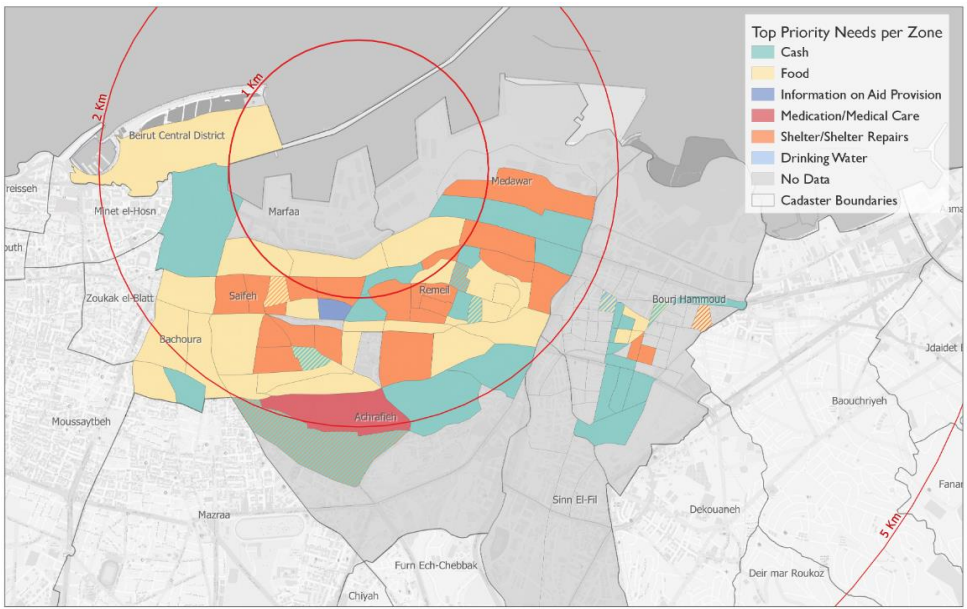 Top Priority Needs per Zone
Cash
Food
Information on Aid Provision
Medication/Medical Care
Shelter/Shelter Repairs
Drinking Water
No Data
Cadaster Boundaries
1 Km
2 Km
Beirut Central District
reisseh
Minet el-Hosn
Marfaa
Medawar
outh
Zoukak el-Blatt
Saifeh
Remeil
Bourj Hammoud
Bachoura
Jdaidet
Moussaytbeh
Achrafieh
Baouchriyeh
Mazraa
Sinn El-Fil
Dekouaneh
Fanar
5 Km
Furn Ech-Chebbak
Deir mar Roukoz
Chiyah